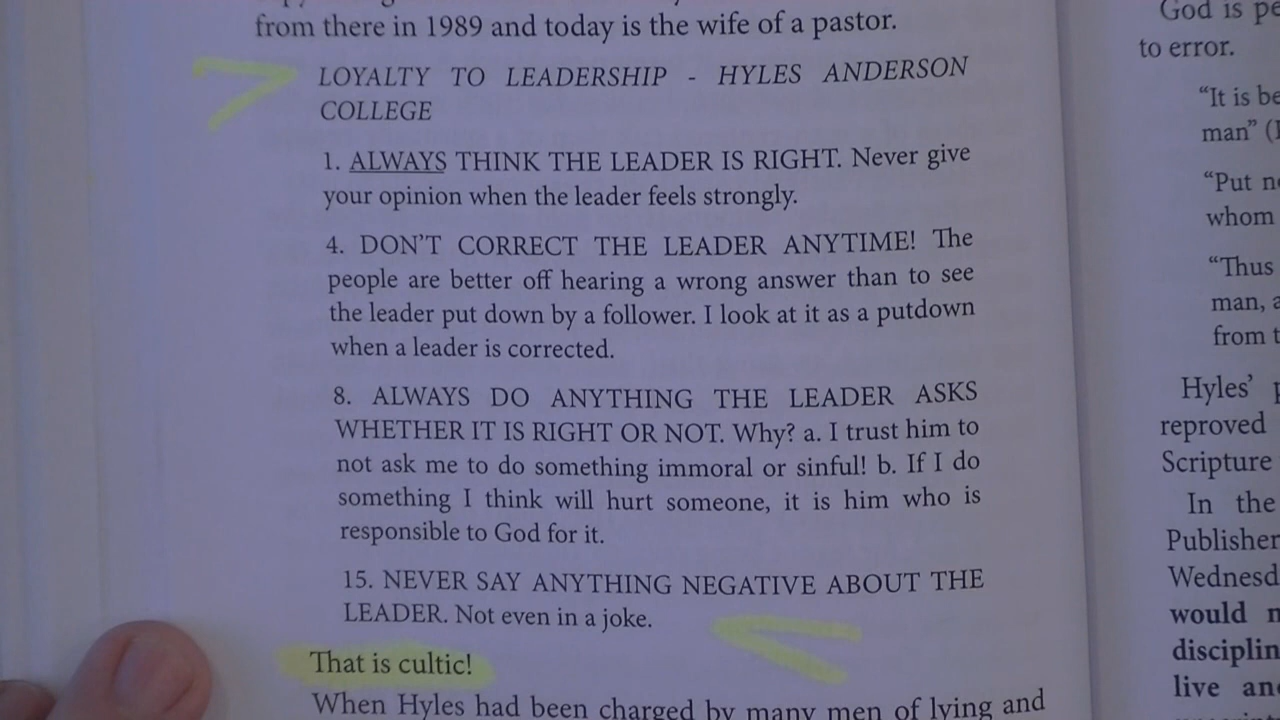 from there in 1989 and today is the wife of a pastor.
LOYALTY TO LEADERSHIP - HYLES ANDERSON
COLLEGE
1. ALWAYS THINK THE LEADER IS RIGHT. Never give
your opinion when the leader feels strongly.
4. DON'T CORRECT THE LEADER ANYTIME! The
people are better off hearing a wrong answer than to see
the leader put down by a follower. I look at it as a putdown
when a leader is corrected.
8. ALWAYS DO ANYTHING THE LEADER ASKS
WHETHER IT IS RIGHT OR NOT. Why? a. I trust him to
not ask me to do something immoral or sinful! b. If I do
something I think will hurt someone, it is him who is
responsible to God for it.
15. NEVER SAY ANYTHING NEGATIVE ABOUT THE
LEADER. Not even in a joke.
That is cultic!
When Hyles had been charged by many men of lying and
God is
to error.
“It is
man”
“Put
whom
“Thus
man,
from
Hyles’
reproved
Scripture
In the
Publisher
would
live